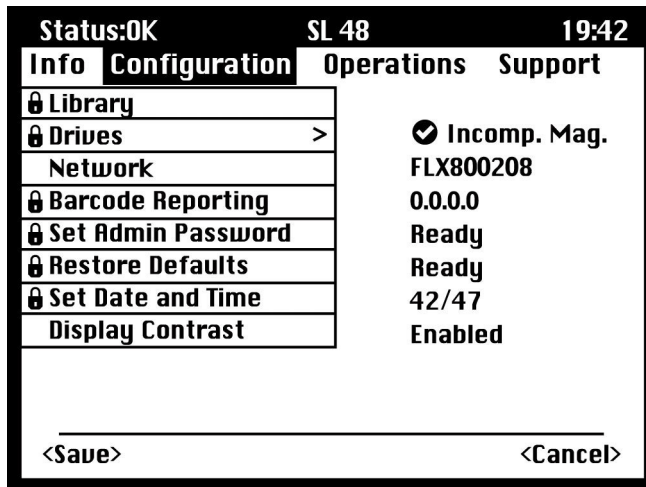 Status:OK SL 48 19:42
Info Configuration Operations Support
Library
Drives > Incomp. Mag.
Network FLX800208
Barcode Reporting 0.0.0.0
Set Admin Password Ready
Restore Defaults Ready
Set Date and Time 42/47
Display Contrast Enabled
<Save> <Cancel>